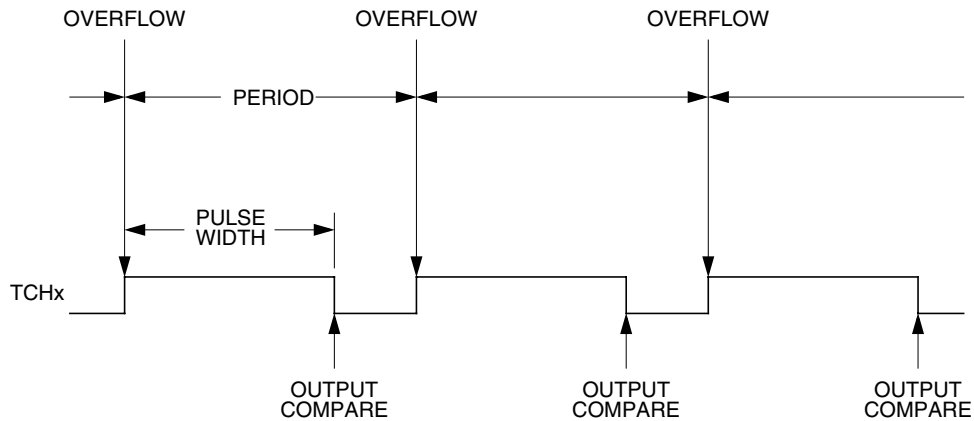 OVERFLOW
OVERFLOW
OVERFLOW
PERIOD
PULSE
WIDTH
TCHx
OUTPUT
COMPARE
OUTPUT
COMPARE
OUTPUT
COMPARE